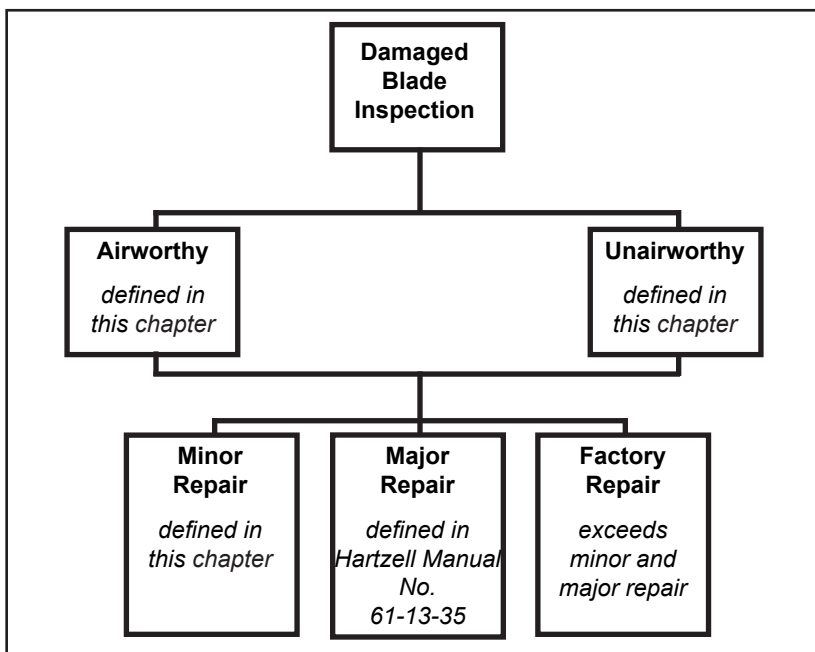 Damaged
Blade
Inspection
Airworthy
defined in
this chapter
Unairworthy
defined in
this chapter
Minor
Repair
defined in
this chapter
Major
Repair
defined in
Hartzell Manual
No.
61-13-35
Factory
Repair
exceeds
minor and
major repair